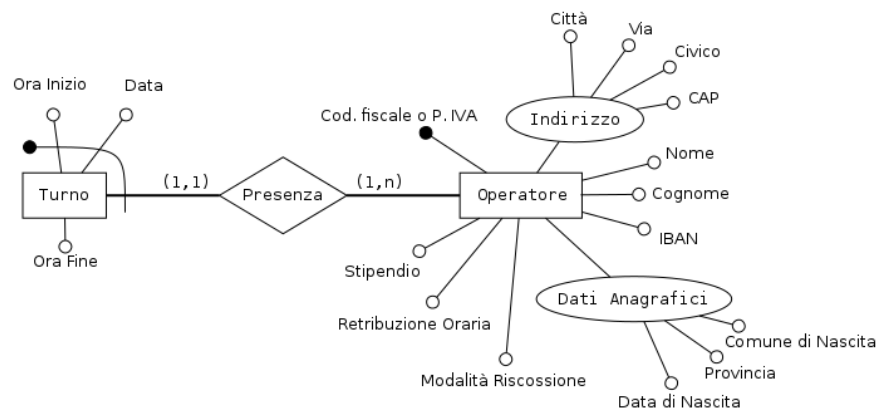 Città
Via
Civico
CAP
Ora Inizio
Data
Cod. fiscale o P. IVA
Indirizzo
Nome
Turno
(1,1)
Presenza
(1,n)
Operatore
Cognome
IBAN
Ora Fine
Stipendio
Retribuzione Oraria
Dati Anagrafici
Modalità Riscossione
Comune di Nascita
Provincia
Data di Nascita